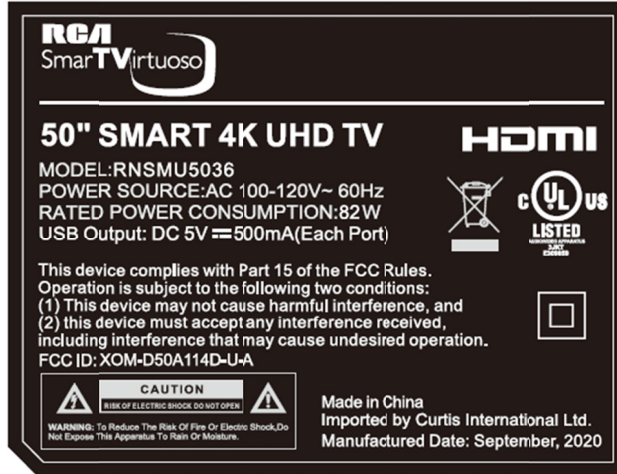 RCA
SmarTVirtuoso
50" SMART 4K UHD TV
HDMI
MODEL:RNSMU5036
POWER SOURCE:AC 100-120V~ 60Hz
RATED POWER CONSUMPTION:82W
USB Output: DC 5V ⎓500mA(Each Port)
C UL US
LISTED
This device complies with Part 15 of the FCC Rules.
Operation is subject to the following two conditions:
(1) This device may not cause harmful interference, and
(2) this device must accept any interference received,
including interference that may cause undesired operation.
FCC ID: XOM-D50A114D-U-A
CAUTION
RISK OF ELECTRIC SHOCK DO NOT OPEN
WARNING: To Reduce The Risk Of Fire Or Electric Shock,Do
Not Expose This Apparatus To Rain Or Moisture.
Made in China
Imported by Curtis International Ltd.
Manufactured Date: September, 2020